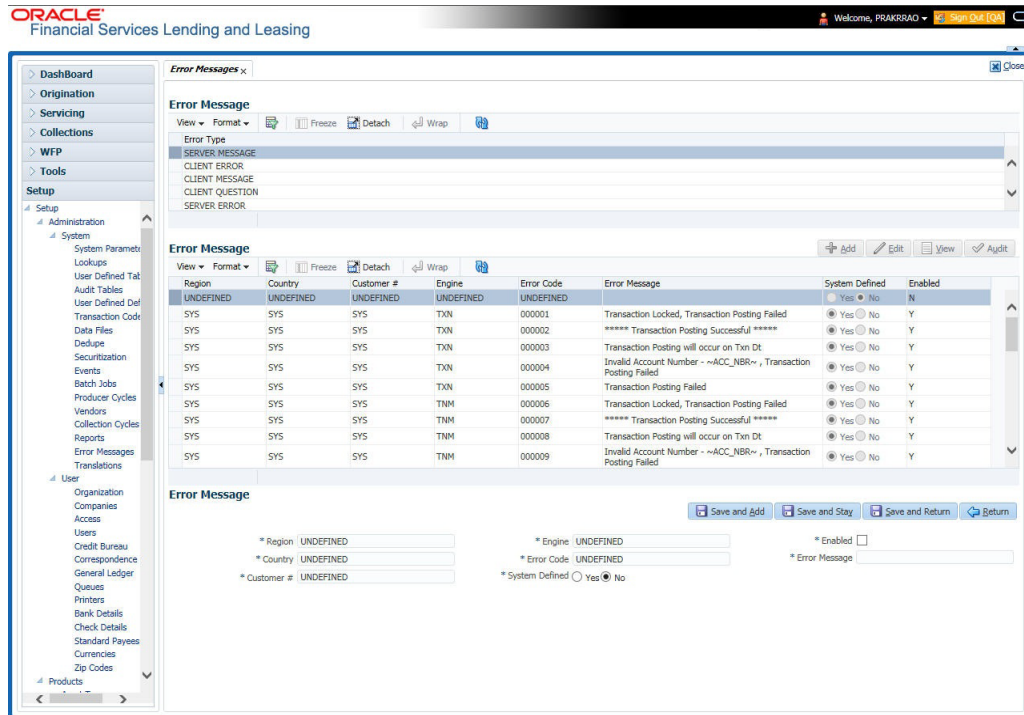 ORACLE'
Financial Services Lending and Leasing
Welcome, PRAKRRAO
Sign Out [QA]
DashBoard
Origination
Servicing
Collections
WFP
Tools
Setup
Setup
Administration
System
System Paramete
Lookups
User Defined Tab
Audit Tables
User Defined Def
Transaction Code
Data Files
Dedupe
Securitization
Events
Batch Jobs
Producer Cycles
Vendors
Collection Cycles
Reports
Error Messages
Translations
User
Organization
Companies
Access
Users
Credit Bureau
Correspondence
General Ledger
Queues
Printers
Bank Details
Check Details
Standard Payees
Currencies
Zip Codes
Products
Error Messages x
Close
Error Message
View Format Freeze Detach Wrap
Error Type
SERVER MESSAGE
CLIENT ERROR
CLIENT MESSAGE
CLIENT QUESTION
SERVER ERROR
Error Message
Add Edit View Audit
View Format Freeze Detach Wrap
Region Country Customer # Engine Error Code Error Message System Defined Enabled
UNDEFINED UNDEFINED UNDEFINED UNDEFINED UNDEFINED Yes No N
SYS SYS SYS TXN 000001 Transaction Locked, Transaction Posting Failed Yes No Y
SYS SYS SYS TXN 000002 ***** Transaction Posting Successful ***** Yes No Y
SYS SYS SYS TXN 000003 Transaction Posting will occur on Txn Dt Yes No Y
SYS SYS SYS TXN 000004 Invalid Account Number - ~ACC_NBR~ , Transaction Posting Failed Yes No Y
SYS SYS SYS TXN 000005 Transaction Posting Failed Yes No Y
SYS SYS SYS TNM 000006 Transaction Locked, Transaction Posting Failed Yes No Y
SYS SYS SYS TNM 000007 ***** Transaction Posting Successful ***** Yes No Y
SYS SYS SYS TNM 000008 Transaction Posting will occur on Txn Dt Yes No Y
SYS SYS SYS TNM 000009 Invalid Account Number - ~ACC_NBR~ , Transaction Posting Failed Yes No Y
Error Message
Save and Add Save and Stay Save and Return Return
* Region UNDEFINED * Engine UNDEFINED * Enabled
* Country UNDEFINED * Error Code UNDEFINED * Error Message
* Customer # UNDEFINED * System Defined Yes No